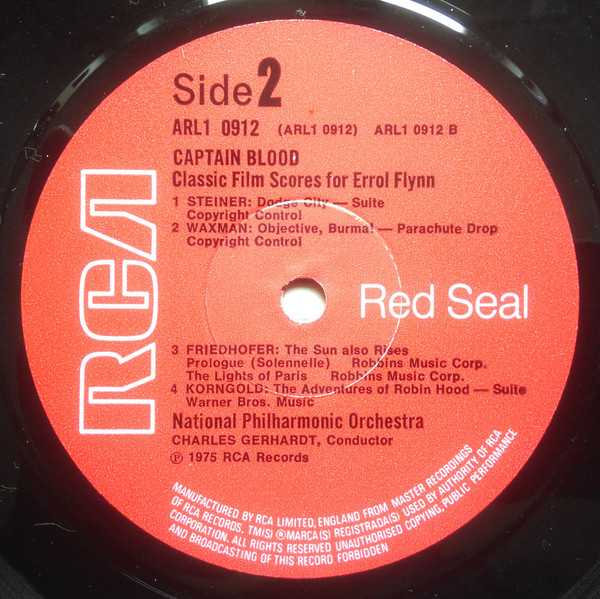 Side 2
ARL1 0912 (ARL1 0912) ARL1 0912 B
CAPTAIN BLOOD
Classic Film Scores for Errol Flynn
1 STEINER: Dodge City — Suite
Copyright Control
2 WAXMAN: Objective, Burma! — Parachute Drop
Copyright Control
RCA
Red Seal
3 FRIEDHOFER: The Sun also Rises
Prologue (Solennelle) Robbins Music Corp.
The Lights of Paris Robbins Music Corp.
4 KORNGOLD: The Adventures of Robin Hood — Suite
Warner Bros. Music
National Philharmonic Orchestra
CHARLES GERHARDT, Conductor
℗ 1975 RCA Records
MANUFACTURED BY RCA LIMITED, ENGLAND FROM MASTER RECORDINGS
OF RCA RECORDS. TM(S) ® MARCA(S) REGISTRADA(S) USED BY AUTHORITY OF RCA
CORPORATION. ALL RIGHTS RESERVED UNAUTHORISED COPYING, PUBLIC PERFORMANCE
AND BROADCASTING OF THIS RECORD FORBIDDEN